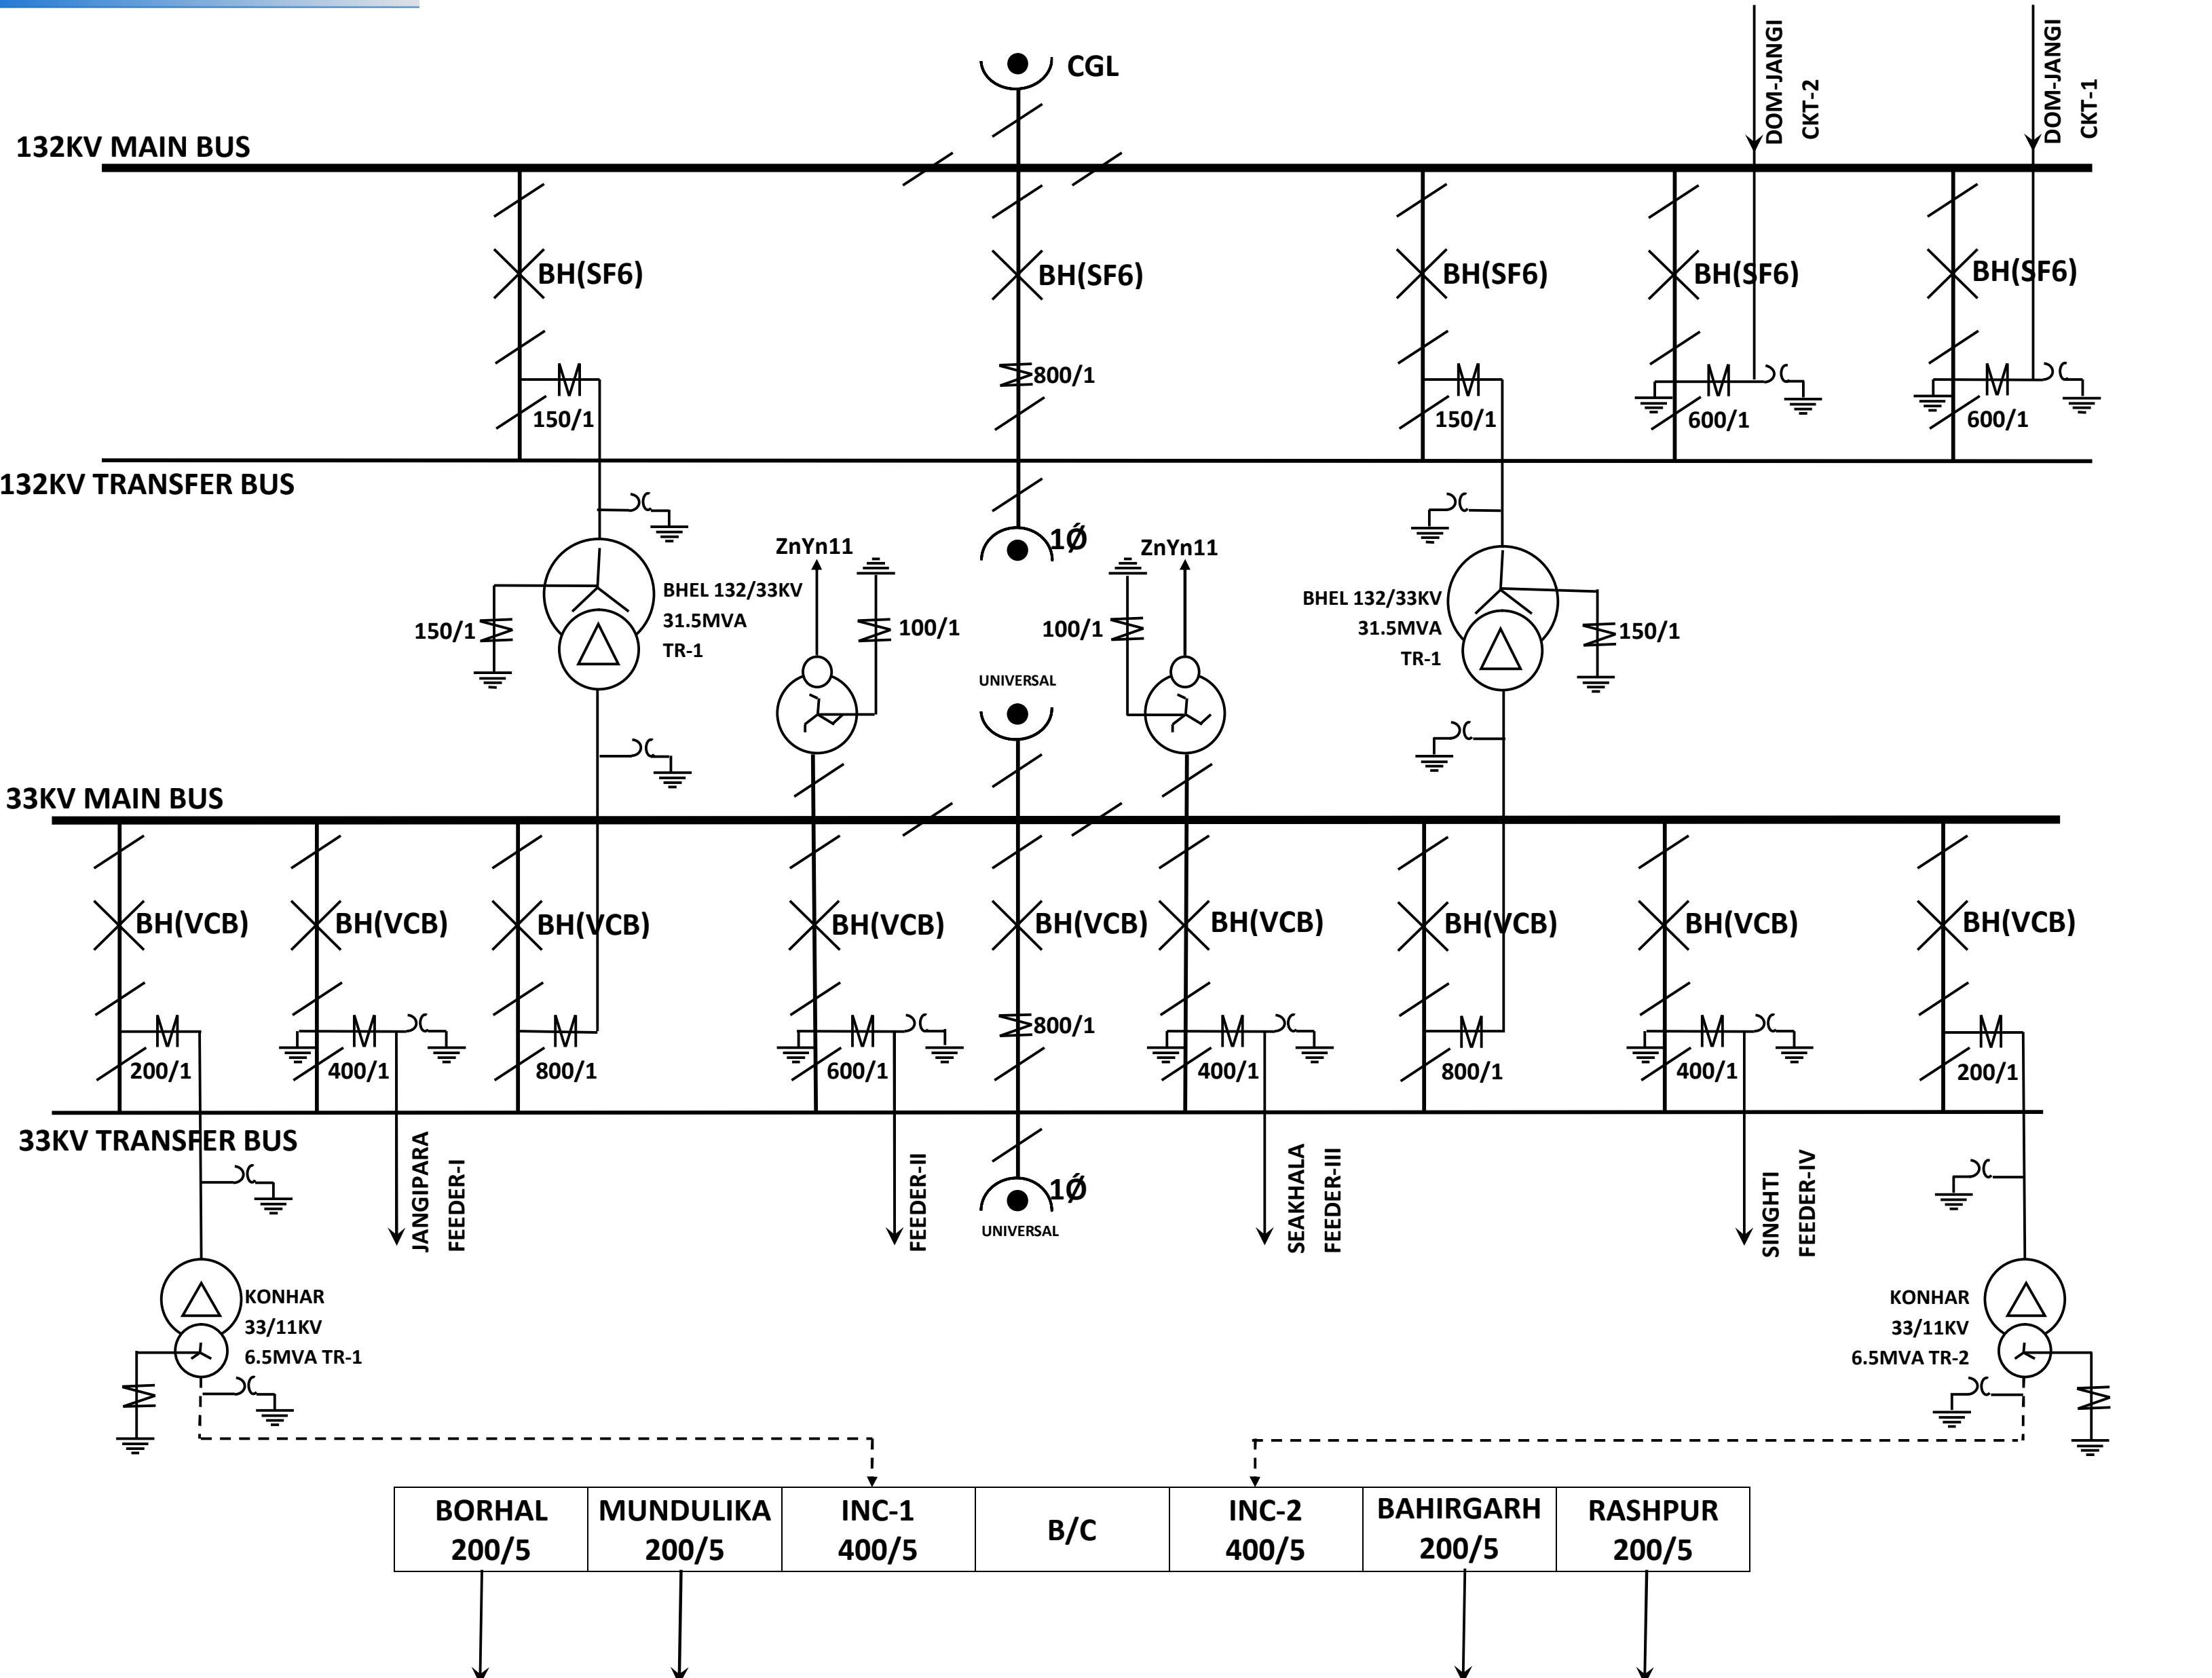 CGL
DOM-JANGI
CKT-2
DOM-JANGI
CKT-1
132KV MAIN BUS
BH(SF6)
BH(SF6)
BH(SF6)
BH(SF6)
BH(SF6)
150/1
800/1
150/1
600/1
600/1
132KV TRANSFER BUS
1Ǿ
ZnYn11
ZnYn11
BHEL 132/33KV
31.5MVA
TR-1
150/1
100/1
100/1
BHEL 132/33KV
31.5MVA
TR-1
150/1
UNIVERSAL
33KV MAIN BUS
BH(VCB)
BH(VCB)
BH(VCB)
BH(VCB)
BH(VCB)
BH(VCB)
BH(VCB)
BH(VCB)
BH(VCB)
200/1
400/1
800/1
600/1
800/1
400/1
800/1
400/1
200/1
33KV TRANSFER BUS
JANGIPARA
FEEDER-I
FEEDER-II
1Ǿ
UNIVERSAL
SEAKHALA
FEEDER-III
SINGHTI
FEEDER-IV
KONHAR
33/11KV
6.5MVA TR-1
KONHAR
33/11KV
6.5MVA TR-2
BORHAL
200/5
MUNDULIKA
200/5
INC-1
400/5
B/C
INC-2
400/5
BAHIRGARH
200/5
RASHPUR
200/5